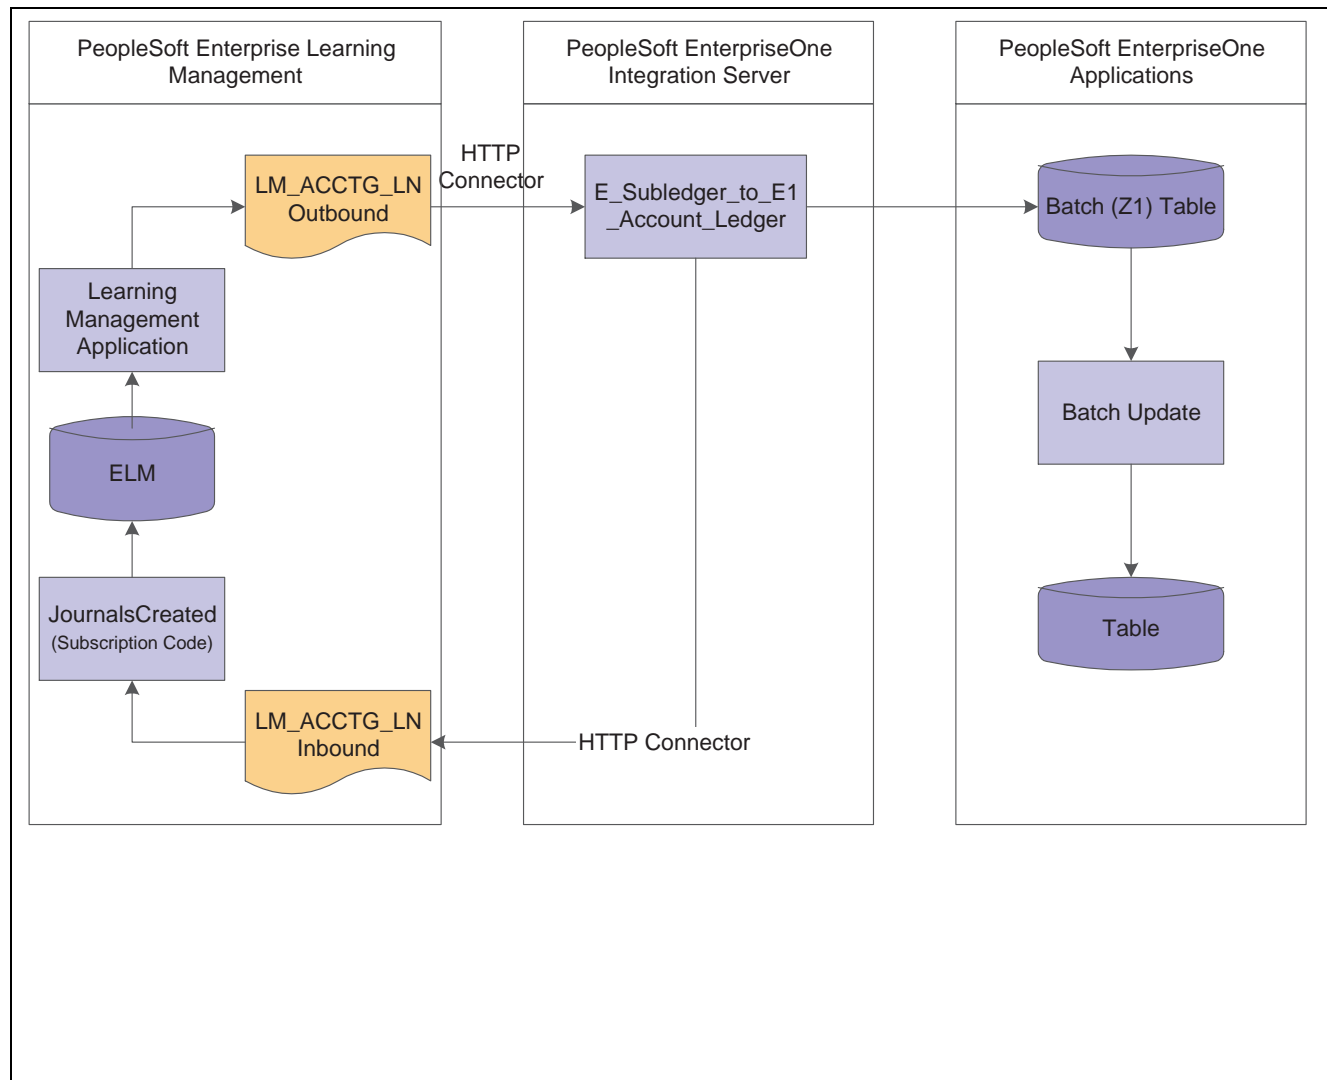 PeopleSoft Enterprise Learning
Management
PeopleSoft EnterpriseOne
Integration Server
PeopleSoft EnterpriseOne
Applications
LM_ACCTG_LN
Outbound
HTTP
Connector
E_Subledger_to_E1
_Account_Ledger
Batch (Z1) Table
Learning
Management
Application
Batch Update
ELM
JournalsCreated
(Subscription Code)
Table
LM_ACCTG_LN
Inbound
HTTP Connector